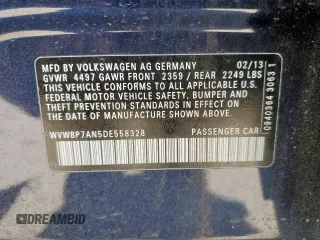 MFD BY VOLKSWAGEN AG GERMANY 02/13
GVWR 4497 GAWR FRONT 2359 / REAR 2249 LBS
THIS VEHICLE CONFORMS TO ALL APPLICABLE U.S.
FEDERAL MOTOR VEHICLE SAFETY, BUMPER AND
THEFT PREVENTION STANDARDS IN EFFECT ON
THE DATE OF MANUFACTURE SHOWN ABOVE.
WVWBP7AN5DE558328 PASSENGER CAR
0940364 3063 1
DREAMBID